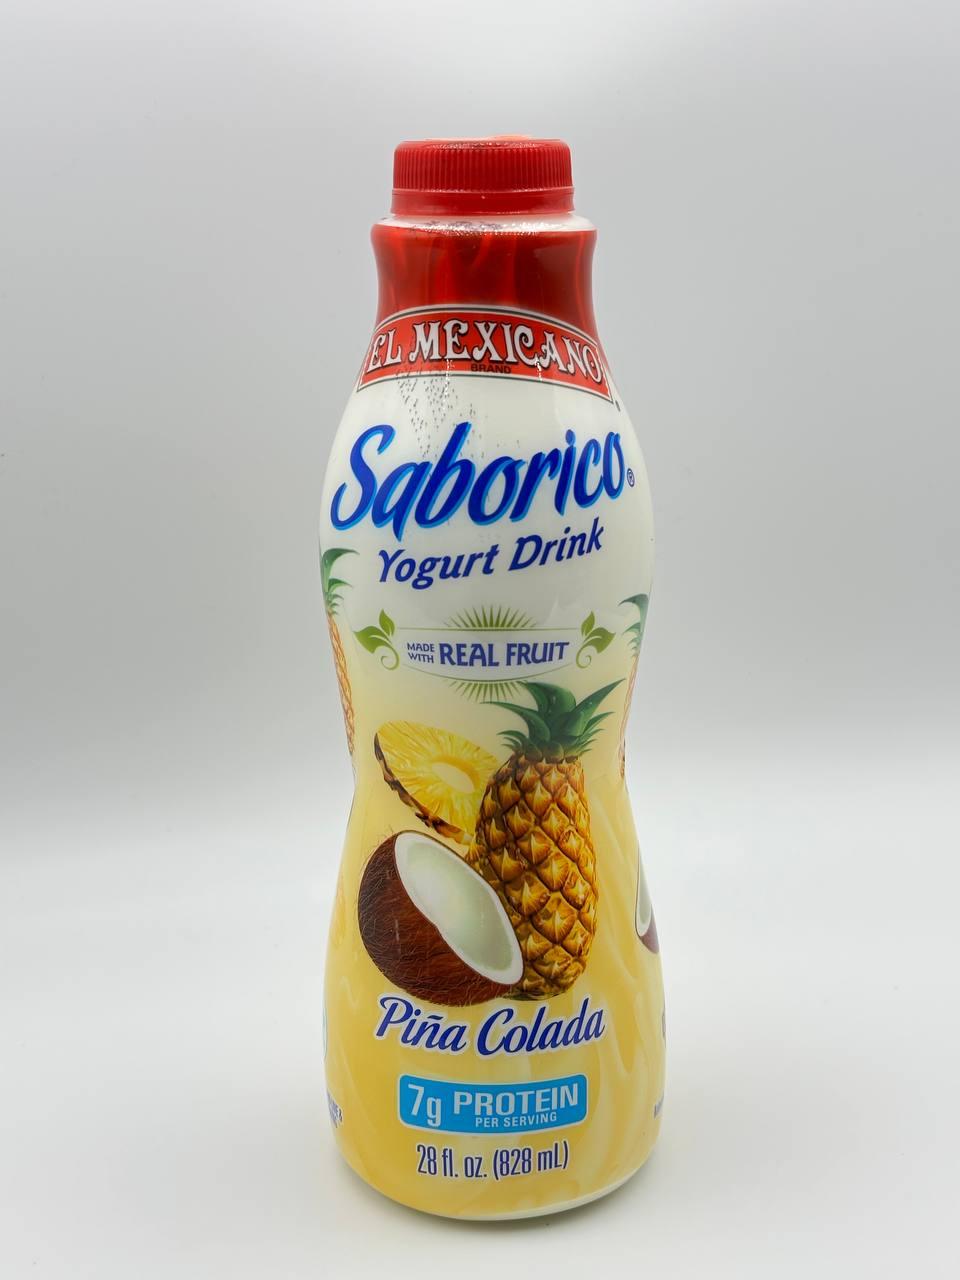 EL MEXICANO
BRAND
Saborico®
Yogurt Drink
MADE WITH REAL FRUIT
Piña Colada
7g PROTEIN
PER SERVING
28 fl. oz. (828 mL)